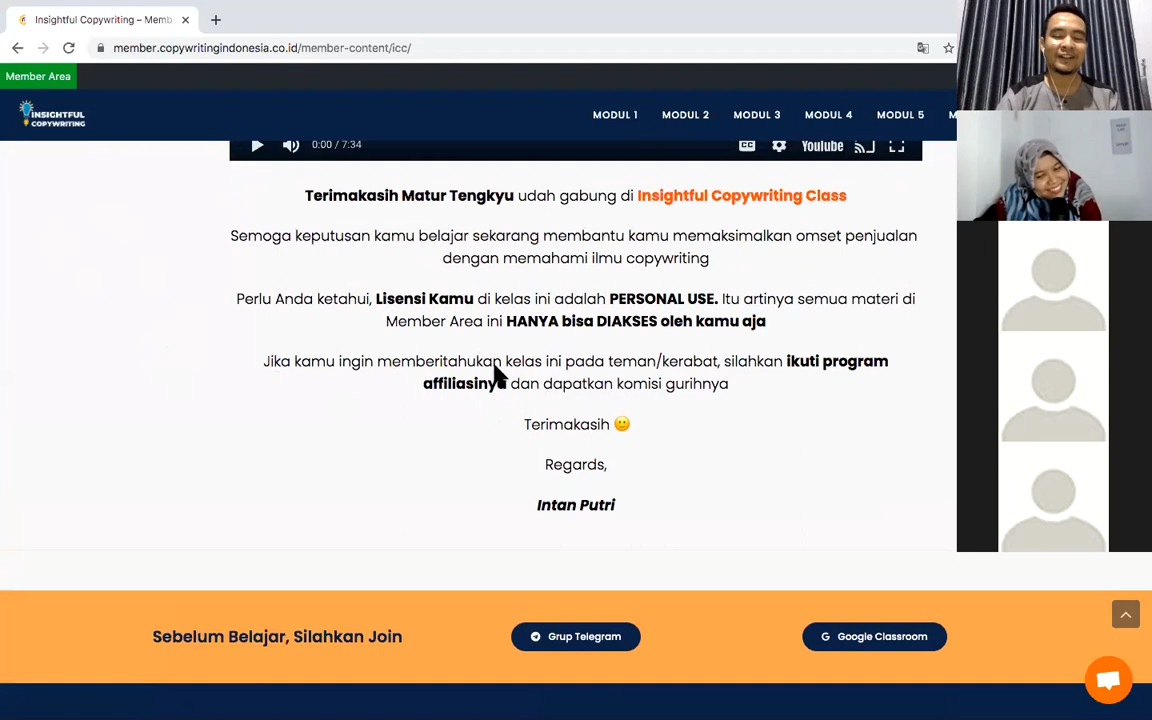 Insightful Copywriting – Memb
member.copywritingindonesia.co.id/member-content/icc/
Member Area
INSIGHTFUL
COPYWRITING
MODUL 1 MODUL 2 MODUL 3 MODUL 4 MODUL 5 M
0:00 / 7:34
CC YouTube
Terimakasih Matur Tengkyu udah gabung di Insightful Copywriting Class
Semoga keputusan kamu belajar sekarang membantu kamu memaksimalkan omset penjualan
dengan memahami ilmu copywriting
Perlu Anda ketahui, Lisensi Kamu di kelas ini adalah PERSONAL USE. Itu artinya semua materi di
Member Area ini HANYA bisa DIAKSES oleh kamu aja
Jika kamu ingin memberitahukan kelas ini pada teman/kerabat, silahkan ikuti program
affiliasinya dan dapatkan komisi gurihnya
Terimakasih 🙂
Regards,
Intan Putri
Sebelum Belajar, Silahkan Join
Grup Telegram
G Google Classroom